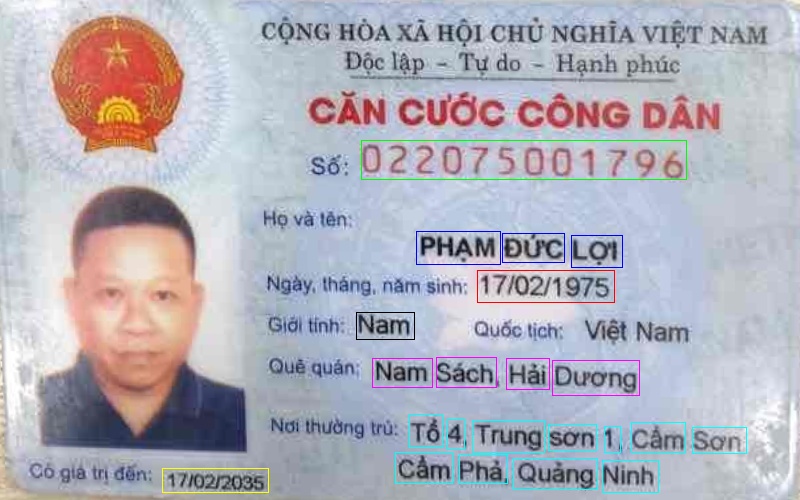 CỘNG HÒA XÃ HỘI CHỦ NGHĨA VIỆT NAM
Độc lập - Tự do - Hạnh phúc
CĂN CƯỚC CÔNG DÂN
Số: 022075001796
Họ và tên:
PHẠM ĐỨC LỢI
Ngày, tháng, năm sinh: 17/02/1975
Giới tính: Nam Quốc tịch: Việt Nam
Quê quán: Nam Sách, Hải Dương
Nơi thường trú: Tổ 4, Trung sơn 1, Cẩm Sơn
Cẩm Phả, Quảng Ninh
Có giá trị đến: 17/02/2035